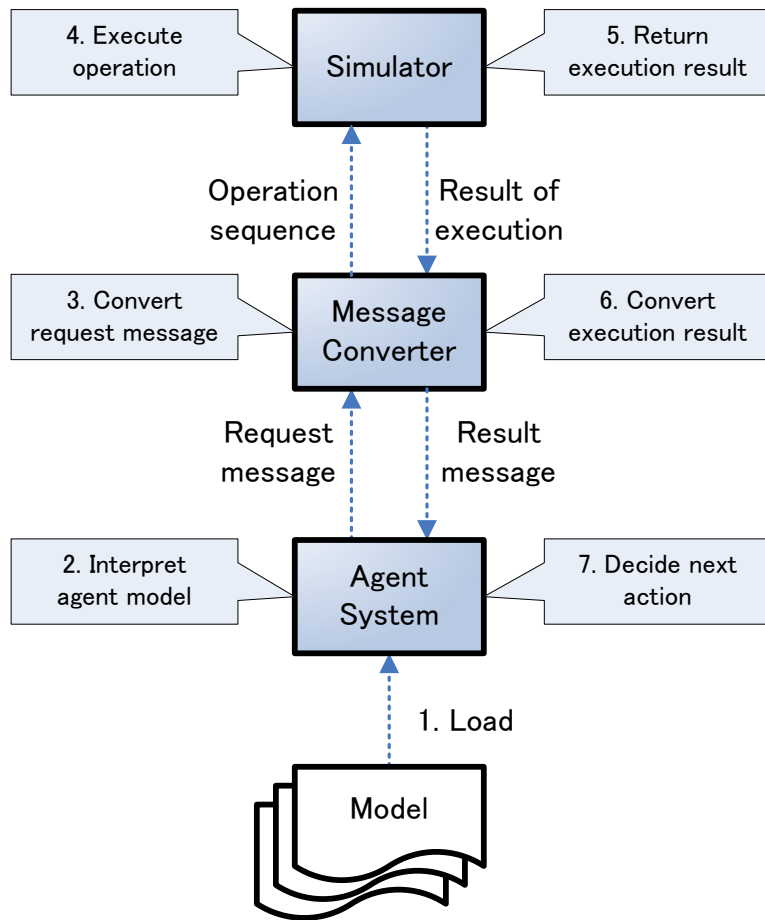 4. Execute
operation
Simulator
5. Return
execution result
Operation
sequence
Result of
execution
3. Convert
request message
Message
Converter
6. Convert
execution result
Request
message
Result
message
2. Interpret
agent model
Agent
System
7. Decide next
action
1. Load
Model